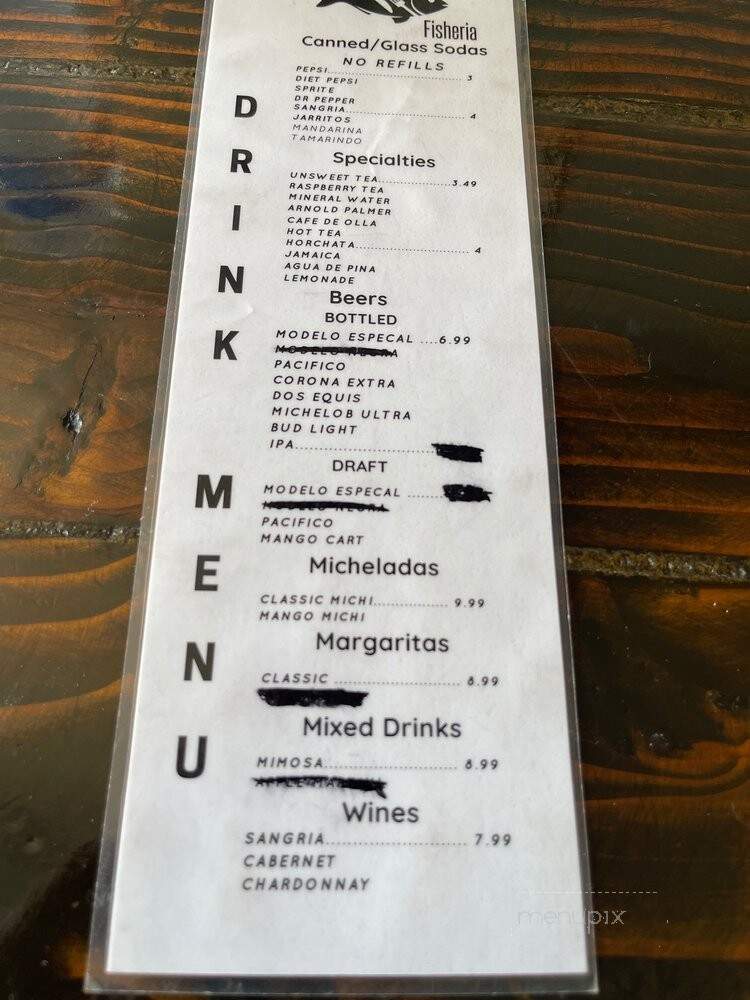 Fisheria
Canned/Glass Sodas
NO REFILLS
PEPSI.......................................... 3
DIET PEPSI
SPRITE
DR PEPPER
SANGRIA.................................... 4
JARRITOS
MANDARINA
TAMARINDO
Specialties
UNSWEET TEA......................3.49
RASPBERRY TEA
MINERAL WATER
ARNOLD PALMER
CAFE DE OLLA
HOT TEA
HORCHATA.................................. 4
JAMAICA
AGUA DE PINA
LEMONADE
Beers
BOTTLED
MODELO ESPECAL ....6.99
MODELO NEGRA
PACIFICO
CORONA EXTRA
DOS EQUIS
MICHELOB ULTRA
BUD LIGHT
IPA.................................
DRAFT
MODELO ESPECAL ..........
MODELO NEGRA
PACIFICO
MANGO CART
Micheladas
CLASSIC MICHI.................. 9.99
MANGO MICHI
Margaritas
CLASSIC ............................... 8.99
Mixed Drinks
MIMOSA................................ 8.99
Wines
SANGRIA................................ 7.99
CABERNET
CHARDONNAY
DRINK
MENU
menupix